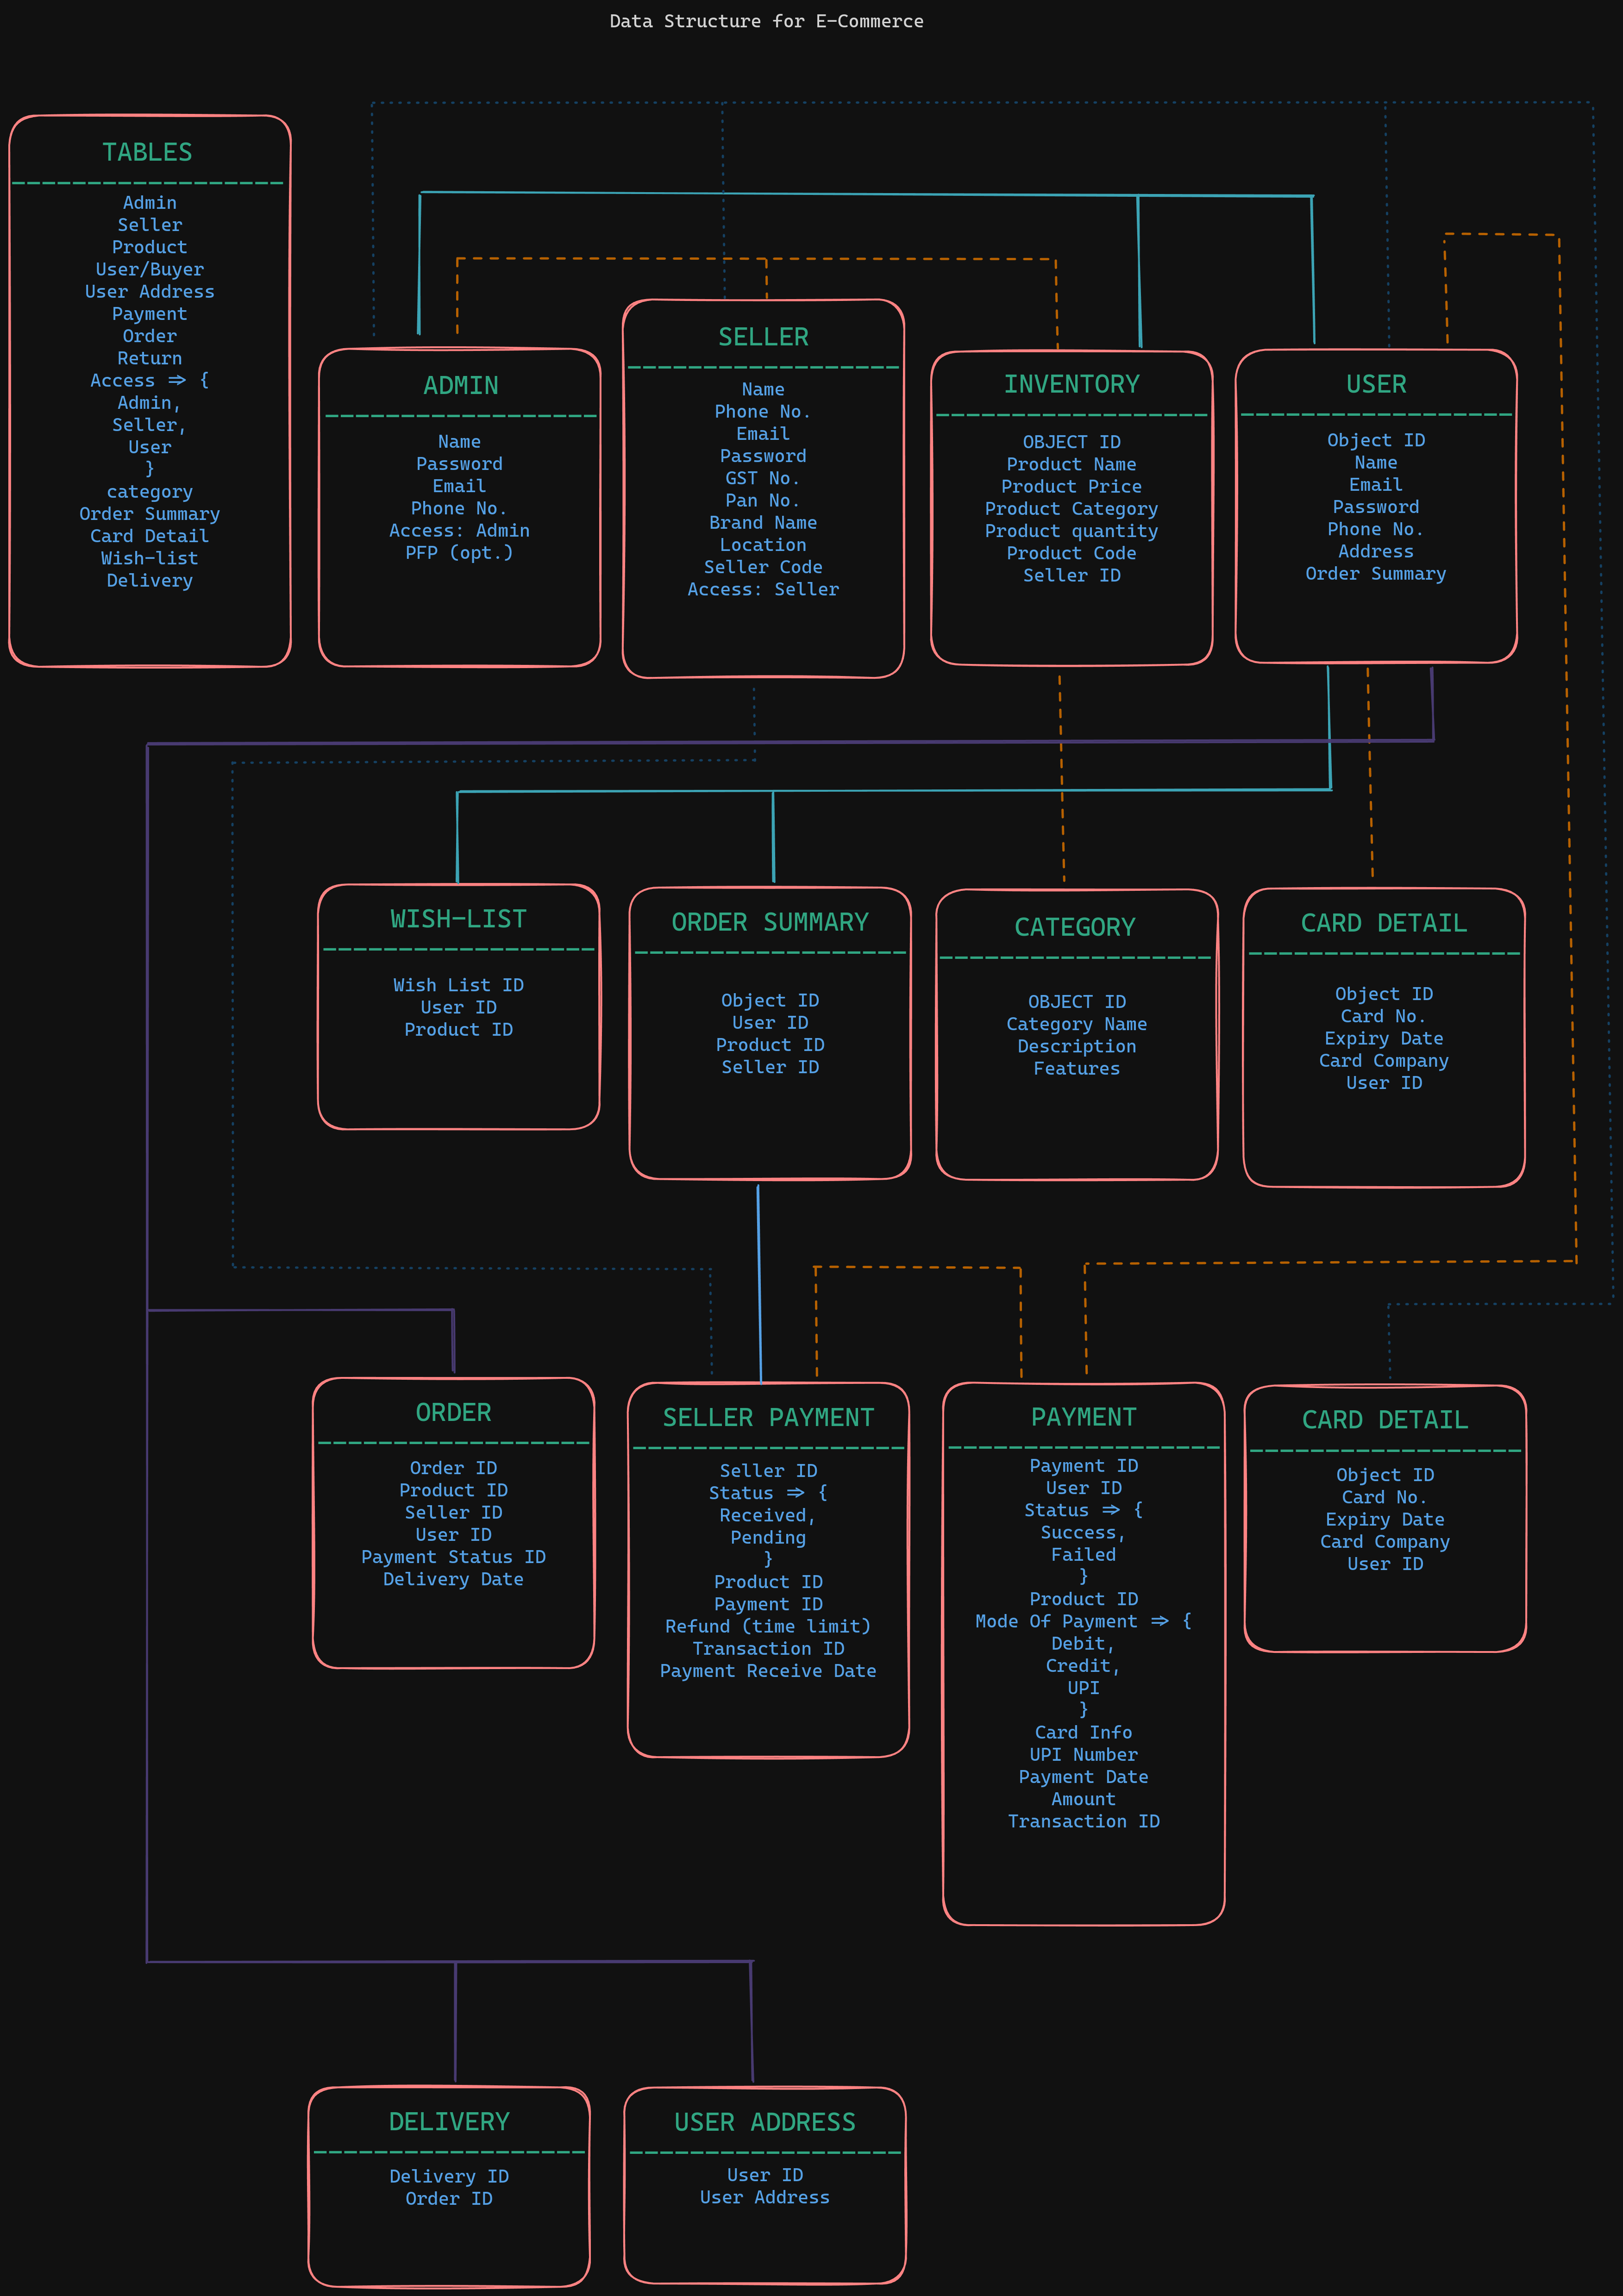 Data Structure for E-Commerce
TABLES
Admin
Seller
Product
User/Buyer
User Address
Payment
Order
Return
Access => {
Admin,
Seller,
User
}
category
Order Summary
Card Detail
Wish-list
Delivery
ADMIN
Name
Password
Email
Phone No.
Access: Admin
PFP (opt.)
SELLER
Name
Phone No.
Email
Password
GST No.
Pan No.
Brand Name
Location
Seller Code
Access: Seller
INVENTORY
OBJECT ID
Product Name
Product Price
Product Category
Product quantity
Product Code
Seller ID
USER
Object ID
Name
Email
Password
Phone No.
Address
Order Summary
WISH-LIST
Wish List ID
User ID
Product ID
ORDER SUMMARY
Object ID
User ID
Product ID
Seller ID
CATEGORY
OBJECT ID
Category Name
Description
Features
CARD DETAIL
Object ID
Card No.
Expiry Date
Card Company
User ID
ORDER
Order ID
Product ID
Seller ID
User ID
Payment Status ID
Delivery Date
SELLER PAYMENT
Seller ID
Status => {
Received,
Pending
}
Product ID
Payment ID
Refund (time limit)
Transaction ID
Payment Receive Date
PAYMENT
Payment ID
User ID
Status => {
Success,
Failed
}
Product ID
Mode Of Payment => {
Debit,
Credit,
UPI
}
Card Info
UPI Number
Payment Date
Amount
Transaction ID
CARD DETAIL
Object ID
Card No.
Expiry Date
Card Company
User ID
DELIVERY
Delivery ID
Order ID
USER ADDRESS
User ID
User Address